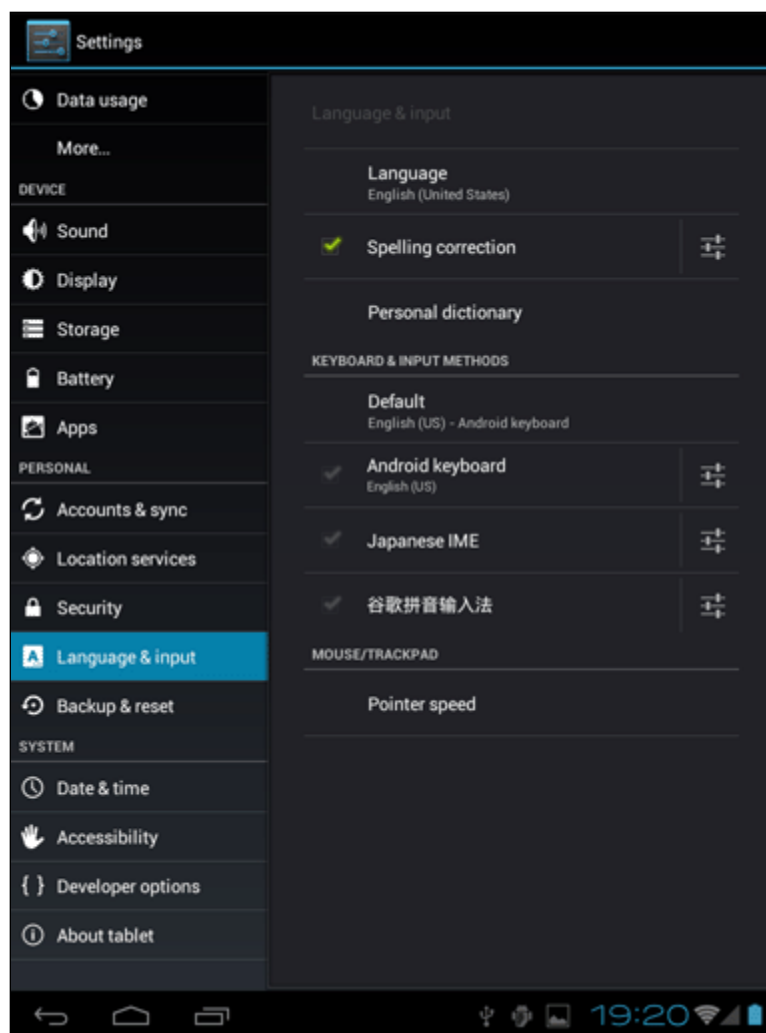 Settings
Data usage
More...
DEVICE
Sound
Display
Storage
Battery
Apps
PERSONAL
Accounts & sync
Location services
Security
Language & input
Backup & reset
SYSTEM
Date & time
Accessibility
{ } Developer options
About tablet
Language & input
Language
English (United States)
Spelling correction
Personal dictionary
KEYBOARD & INPUT METHODS
Default
English (US) - Android keyboard
Android keyboard
English (US)
Japanese IME
谷歌拼音输入法
MOUSE/TRACKPAD
Pointer speed
19:20